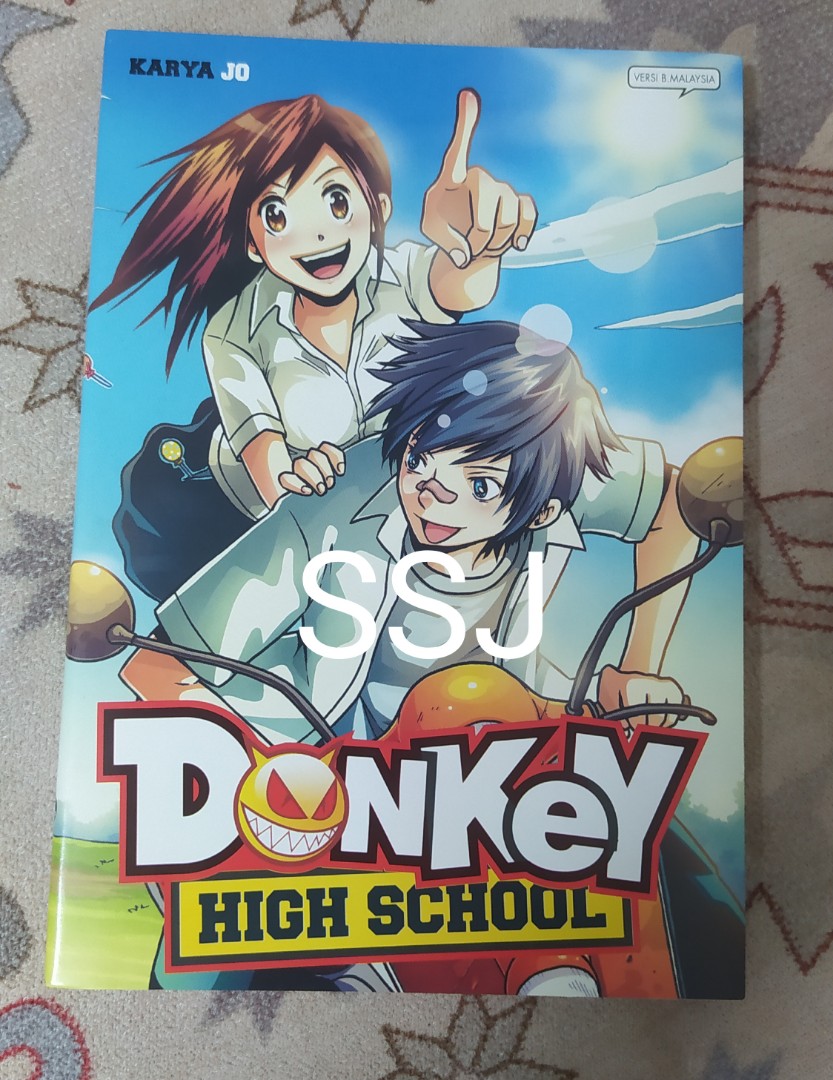 KARYA JO
VERSi B.MALAYSiA
SSJ
DONKeY
HIGH SCHOOL